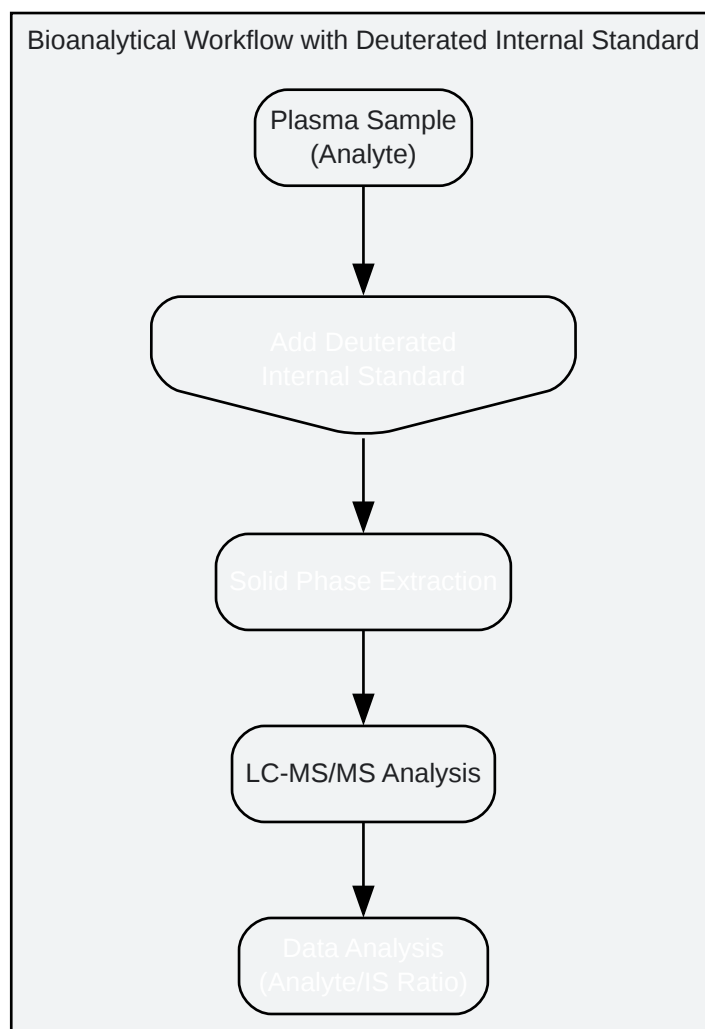 Bioanalytical Workflow with Deuterated Internal Standard
Plasma Sample
(Analyte)
Add Deuterated
Internal Standard
Solid Phase Extraction
LC-MS/MS Analysis
Data Analysis
(Analyte/IS Ratio)